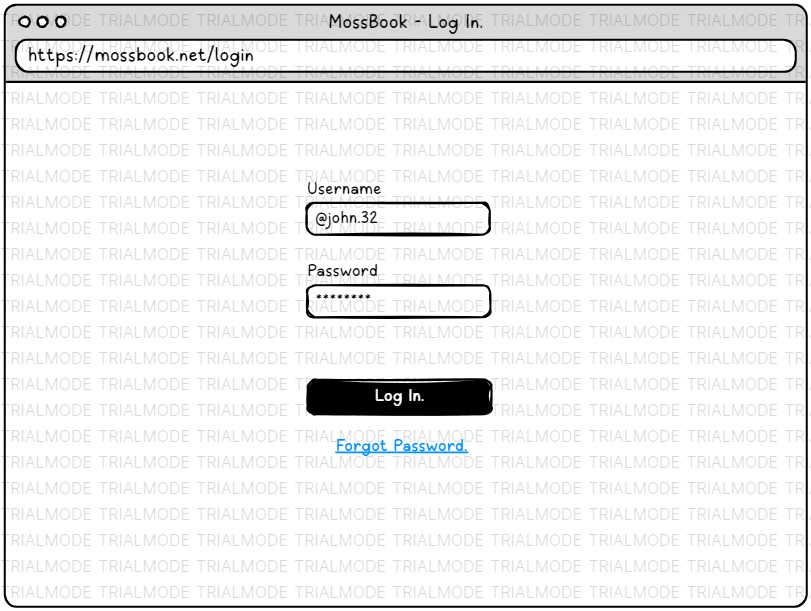 MossBook - Log In.
https://mossbook.net/login
TRIALMODE TRIALMODE TRIALMODE TRIALMODE TRIALMODE TRIALMODE TRIALMODE TRIALMODE
Username
@john.32
Password
********
Log In.
Forgot Password.